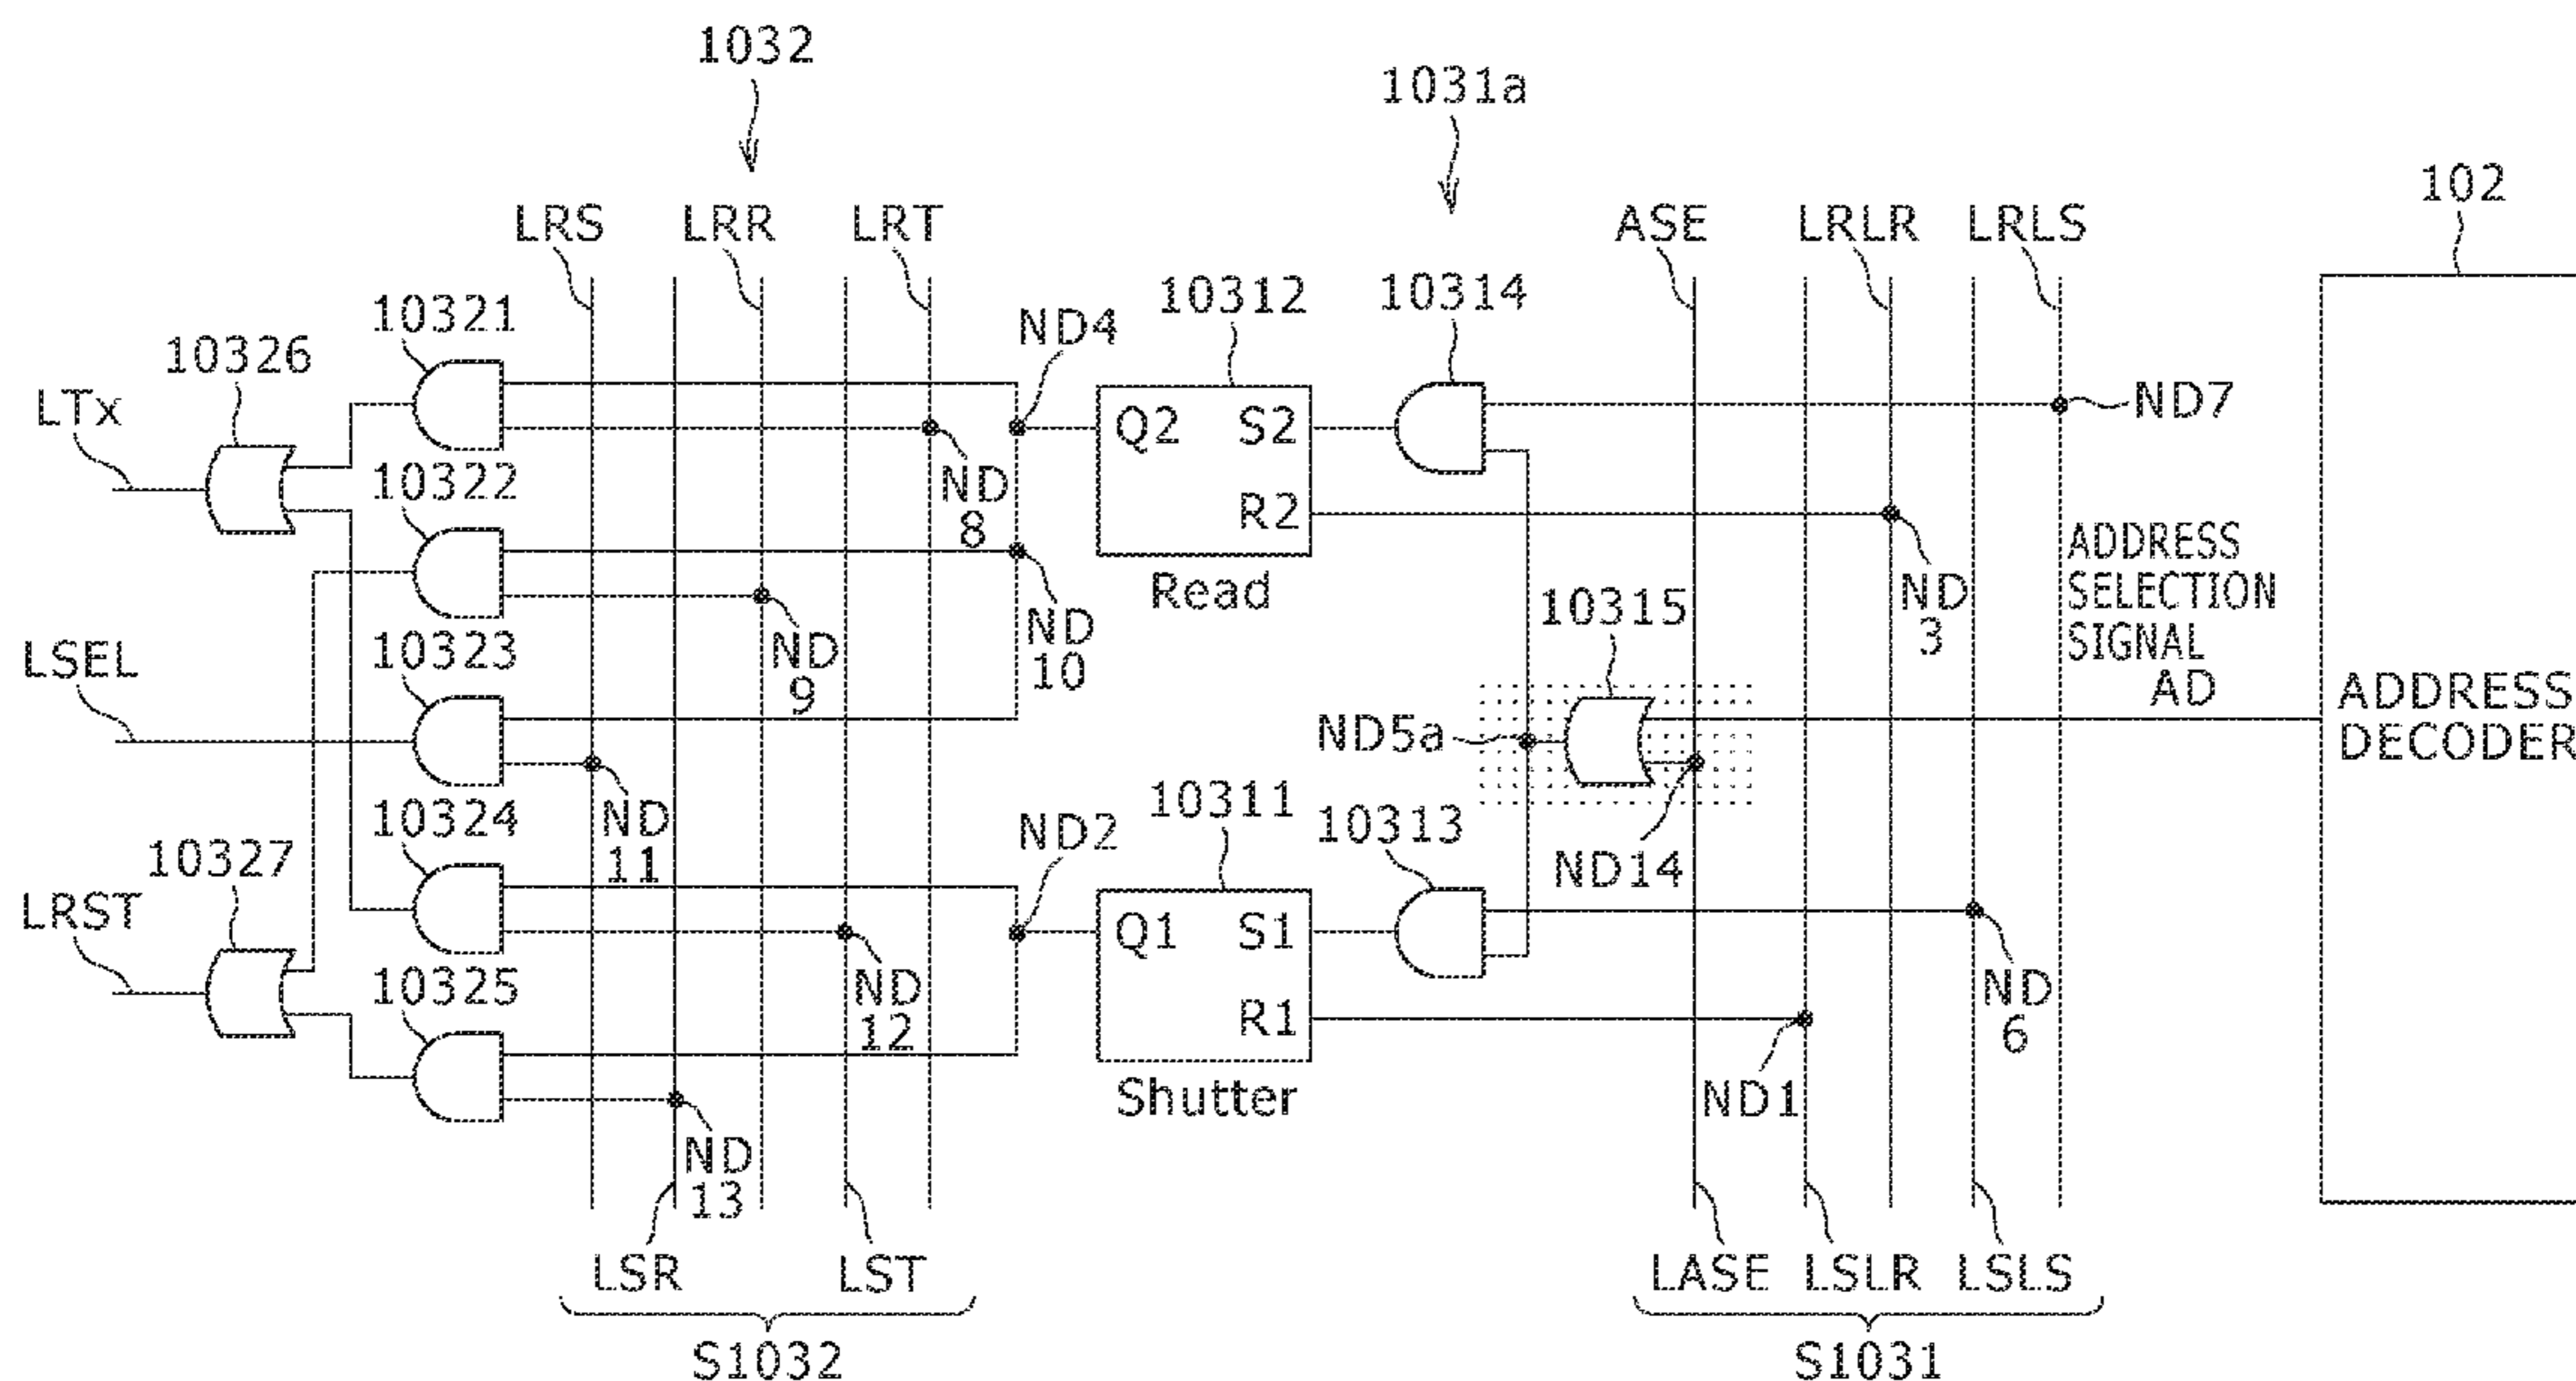 1032
1031a
102
LRS
LRR
LRT
ASE
LRLR
LRLS
10321
10326
LTx
10322
10323
LSEL
10324
10327
LRST
10325
ND4
ND
8
ND
9
ND
10
ND
11
ND2
ND
12
ND
13
10312
Q2
S2
R2
Read
10314
ND7
ND
3
ADDRESS
SELECTION
SIGNAL
AD
ADDRESS
DECODER
10315
ND5a
ND14
10311
10313
Q1
S1
R1
Shutter
ND
6
ND1
LSR
LST
LASE
LSLR
LSLS
S1032
S1031